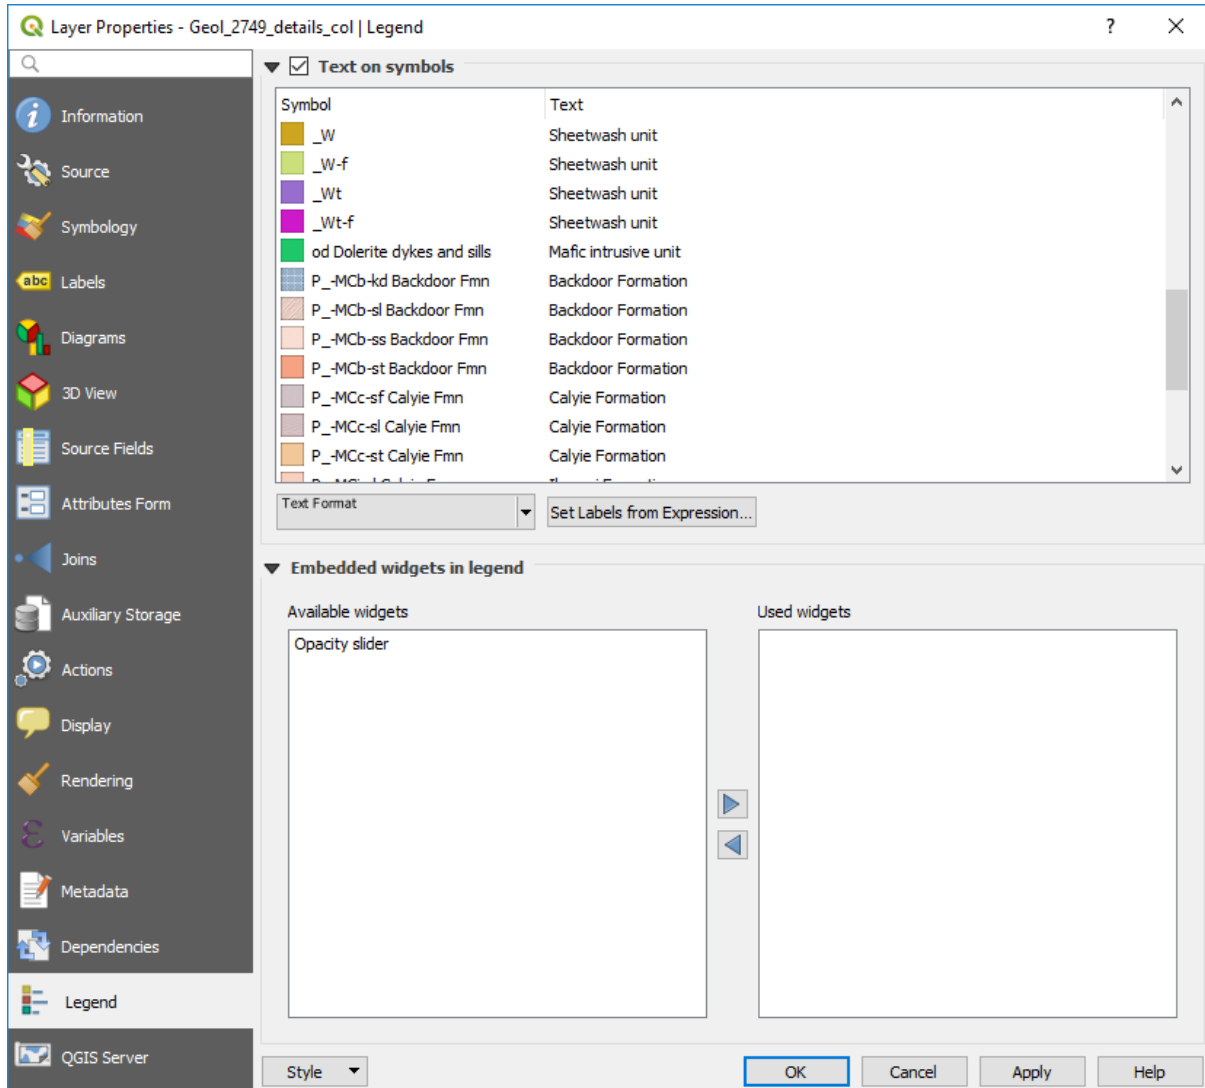 Layer Properties - Geol_2749_details_col | Legend
?
Information
Source
Symbology
abc Labels
Diagrams
3D View
Source Fields
Attributes Form
Joins
Auxiliary Storage
Actions
Display
Rendering
Variables
Metadata
Dependencies
Legend
QGIS Server
Text on symbols
Symbol Text
_W Sheetwash unit
_W-f Sheetwash unit
_Wt Sheetwash unit
_Wt-f Sheetwash unit
od Dolerite dykes and sills Mafic intrusive unit
P_-MCb-kd Backdoor Fmn Backdoor Formation
P_-MCb-sl Backdoor Fmn Backdoor Formation
P_-MCb-ss Backdoor Fmn Backdoor Formation
P_-MCb-st Backdoor Fmn Backdoor Formation
P_-MCc-sf Calyie Fmn Calyie Formation
P_-MCc-sl Calyie Fmn Calyie Formation
P_-MCc-st Calyie Fmn Calyie Formation
Text Format Set Labels from Expression...
Embedded widgets in legend
Available widgets Used widgets
Opacity slider
Style OK Cancel Apply Help